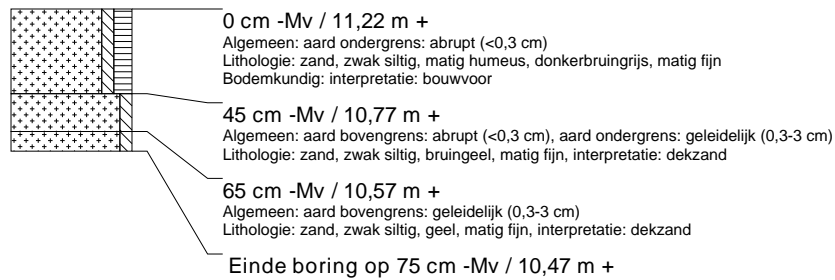 0 cm -Mv / 11,22 m +
Algemeen: aard ondergrens: abrupt (<0,3 cm)
Lithologie: zand, zwak siltig, matig humeus, donkerbruingrijs, matig fijn
Bodemkundig: interpretatie: bouwvoor
45 cm -Mv / 10,77 m +
Algemeen: aard bovengrens: abrupt (<0,3 cm), aard ondergrens: geleidelijk (0,3-3 cm)
Lithologie: zand, zwak siltig, bruingeel, matig fijn, interpretatie: dekzand
65 cm -Mv / 10,57 m +
Algemeen: aard bovengrens: geleidelijk (0,3-3 cm)
Lithologie: zand, zwak siltig, geel, matig fijn, interpretatie: dekzand
Einde boring op 75 cm -Mv / 10,47 m +